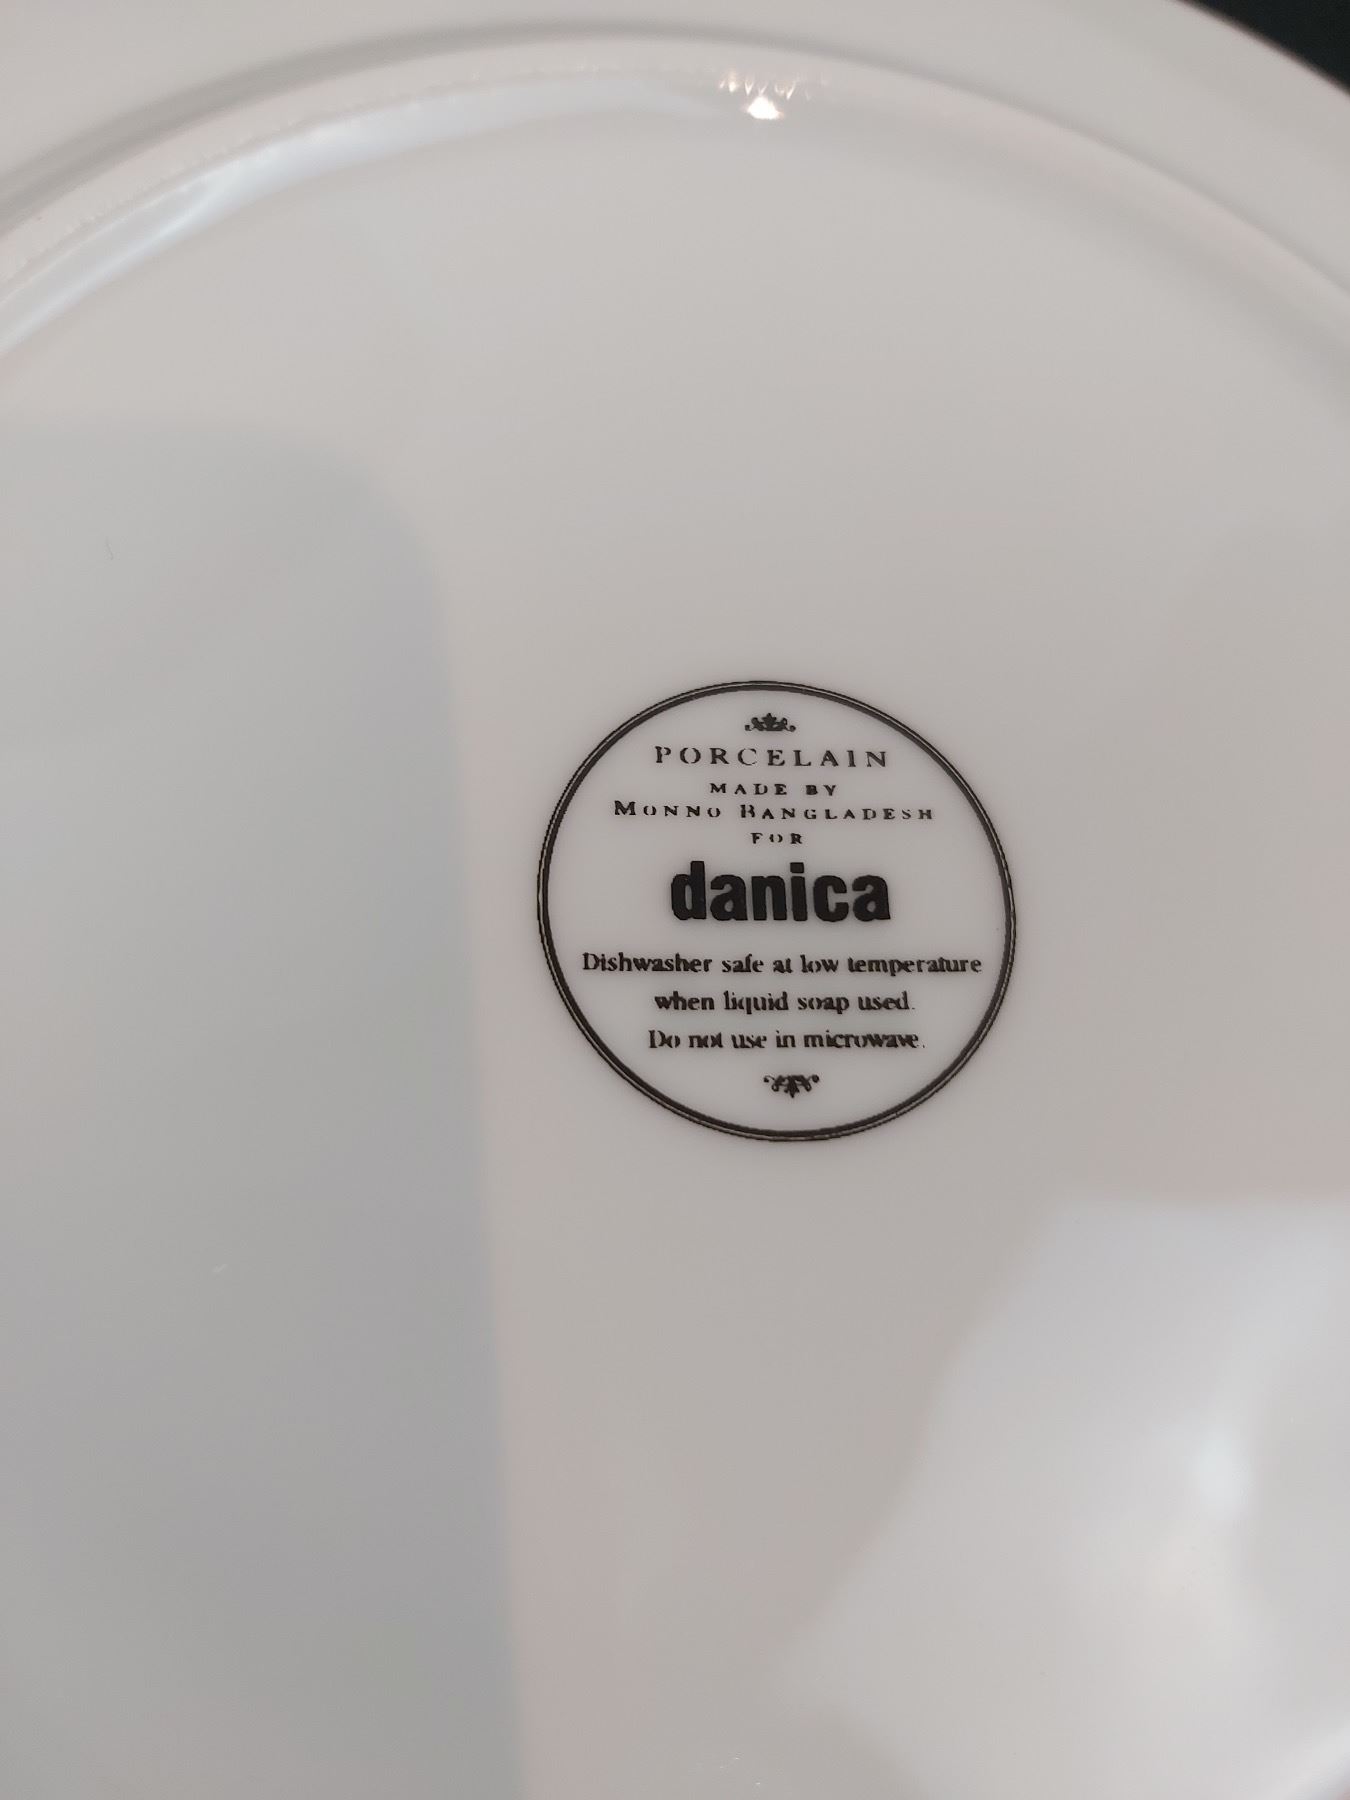 PORCELAIN
MADE BY
MONNO BANGLADESH
FOR
danica
Dishwasher safe at low temperature
when liquid soap used.
Do not use in microwave.